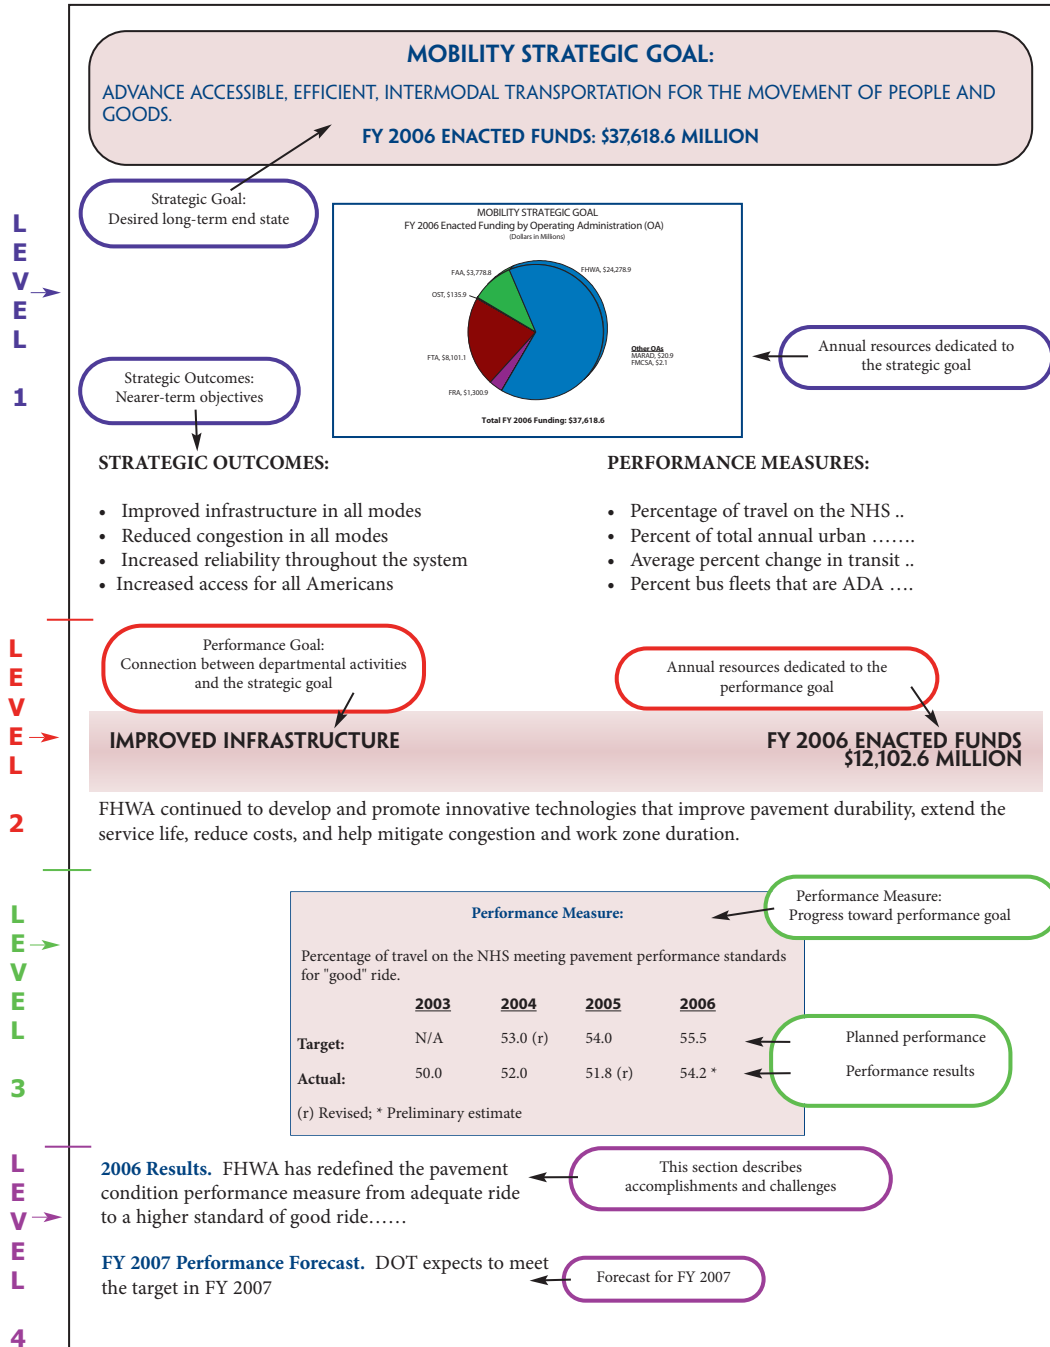 MOBILITY STRATEGIC GOAL:
ADVANCE ACCESSIBLE, EFFICIENT, INTERMODAL TRANSPORTATION FOR THE MOVEMENT OF PEOPLE AND
GOODS.
FY 2006 ENACTED FUNDS: $37,618.6 MILLION
LEVEL 1
Strategic Goal:
Desired long-term end state
MOBILITY STRATEGIC GOAL
FY 2006 Enacted Funding by Operating Administration (OA)
(Dollars in Millions)
FAA, $3,778.8
FHWA, $24,278.9
OST, $135.9
FTA, $8,101.1
FRA, $1,300.9
Other OAs
MARAD, $20.9
FMCSA, $2.1
Total FY 2006 Funding: $37,618.6
Annual resources dedicated to
the strategic goal
Strategic Outcomes:
Nearer-term objectives
STRATEGIC OUTCOMES:
• Improved infrastructure in all modes
• Reduced congestion in all modes
• Increased reliability throughout the system
• Increased access for all Americans
PERFORMANCE MEASURES:
• Percentage of travel on the NHS ..
• Percent of total annual urban .......
• Average percent change in transit ..
• Percent bus fleets that are ADA ....
LEVEL 2
Performance Goal:
Connection between departmental activities
and the strategic goal
Annual resources dedicated to the
performance goal
IMPROVED INFRASTRUCTURE
FY 2006 ENACTED FUNDS
$12,102.6 MILLION
FHWA continued to develop and promote innovative technologies that improve pavement durability, extend the
service life, reduce costs, and help mitigate congestion and work zone duration.
LEVEL 3
Performance Measure:
Performance Measure:
Progress toward performance goal
Percentage of travel on the NHS meeting pavement performance standards
for "good" ride.
2003 2004 2005 2006
Target: N/A 53.0 (r) 54.0 55.5
Planned performance
Actual: 50.0 52.0 51.8 (r) 54.2 *
Performance results
(r) Revised; * Preliminary estimate
LEVEL 4
2006 Results. FHWA has redefined the pavement
condition performance measure from adequate ride
to a higher standard of good ride......
This section describes
accomplishments and challenges
FY 2007 Performance Forecast. DOT expects to meet
the target in FY 2007
Forecast for FY 2007